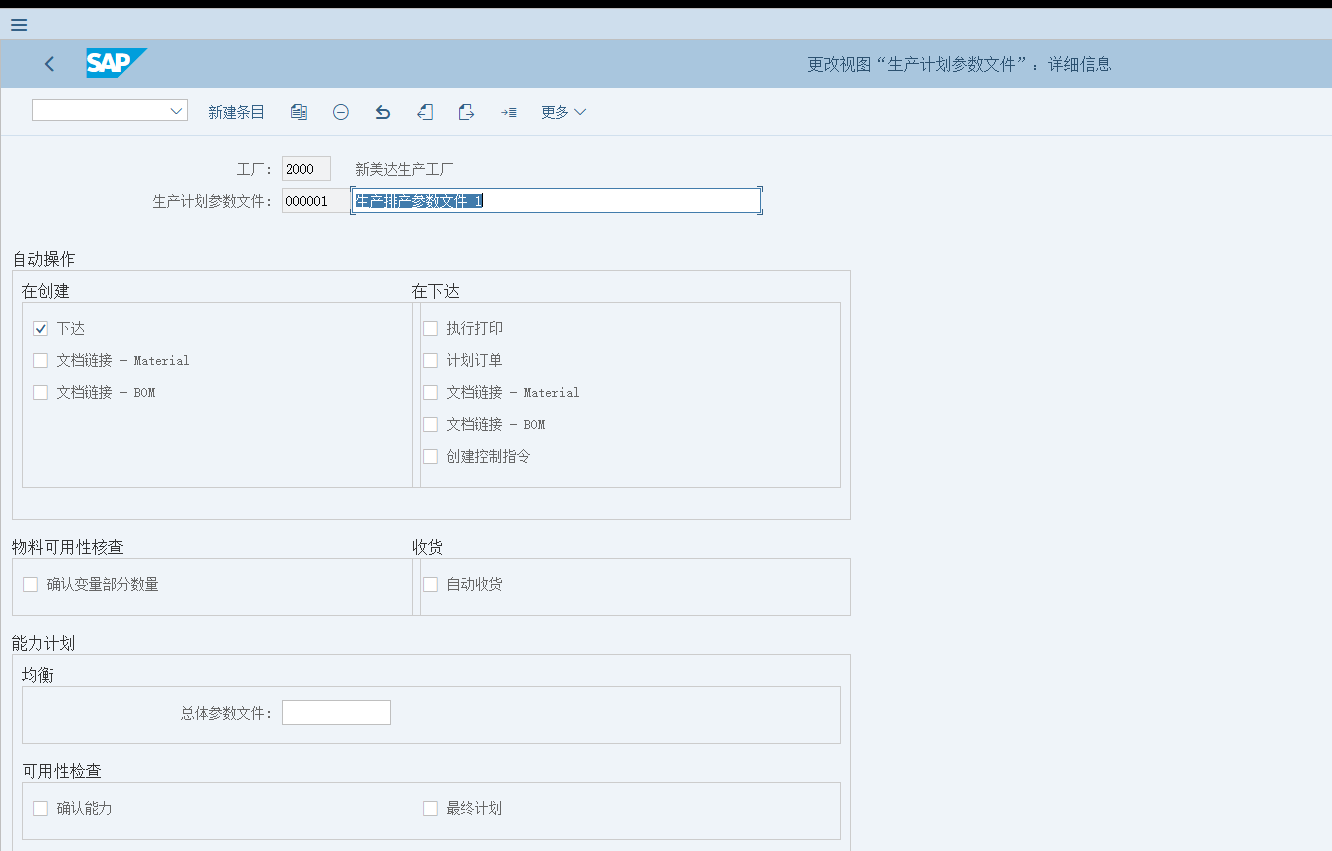 SAP
更改视图“生产计划参数文件”：详细信息
新建条目 更多
工厂： 2000 新美达生产工厂
生产计划参数文件： 000001 生产排产参数文件 1
自动操作
在创建 在下达
下达 执行打印
文档链接 - Material 计划订单
文档链接 - BOM 文档链接 - Material
文档链接 - BOM
创建控制指令
物料可用性核查 收货
确认变量部分数量 自动收货
能力计划
均衡
总体参数文件：
可用性检查
确认能力 最终计划